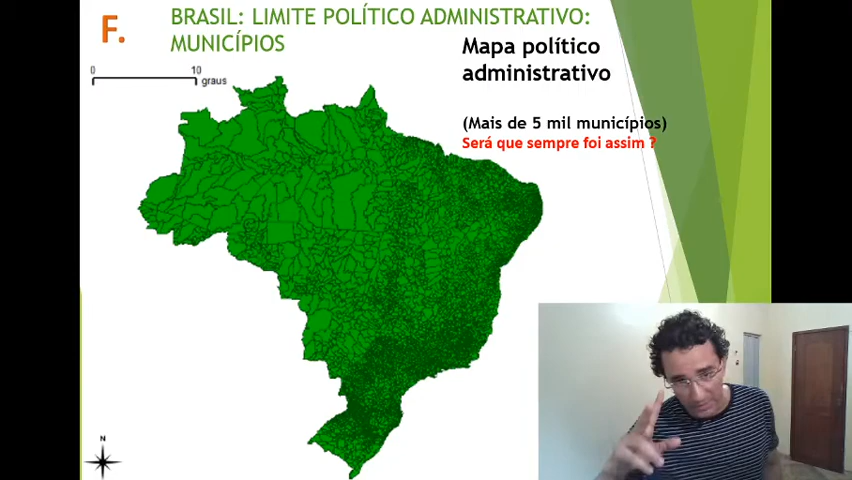 F.
BRASIL: LIMITE POLÍTICO ADMINISTRATIVO:
MUNICÍPIOS
Mapa político
administrativo
0 10
graus
(Mais de 5 mil municípios)
Será que sempre foi assim ?
N